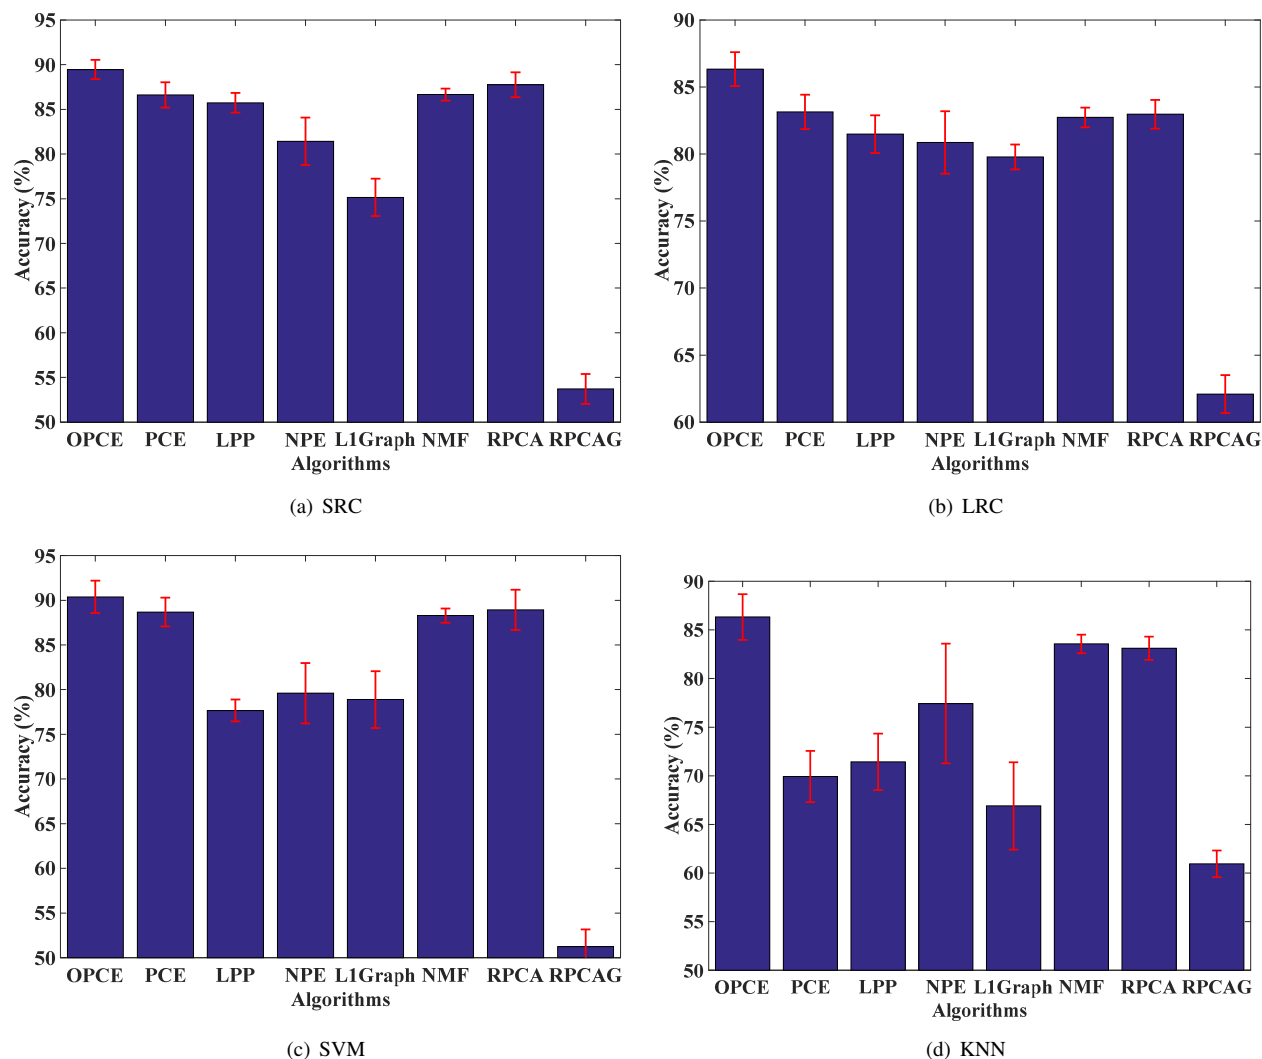 95
90
85
80
75
70
65
60
55
50
Accuracy (%)
OPCE PCE LPP NPE L1Graph NMF RPCA RPCAG
Algorithms
(a) SRC
90
85
80
75
70
65
60
Accuracy (%)
OPCE PCE LPP NPE L1Graph NMF RPCA RPCAG
Algorithms
(b) LRC
95
90
85
80
75
70
65
60
55
50
Accuracy (%)
OPCE PCE LPP NPE L1Graph NMF RPCA RPCAG
Algorithms
(c) SVM
90
85
80
75
70
65
60
55
50
Accuracy (%)
OPCE PCE LPP NPE L1Graph NMF RPCA RPCAG
Algorithms
(d) KNN